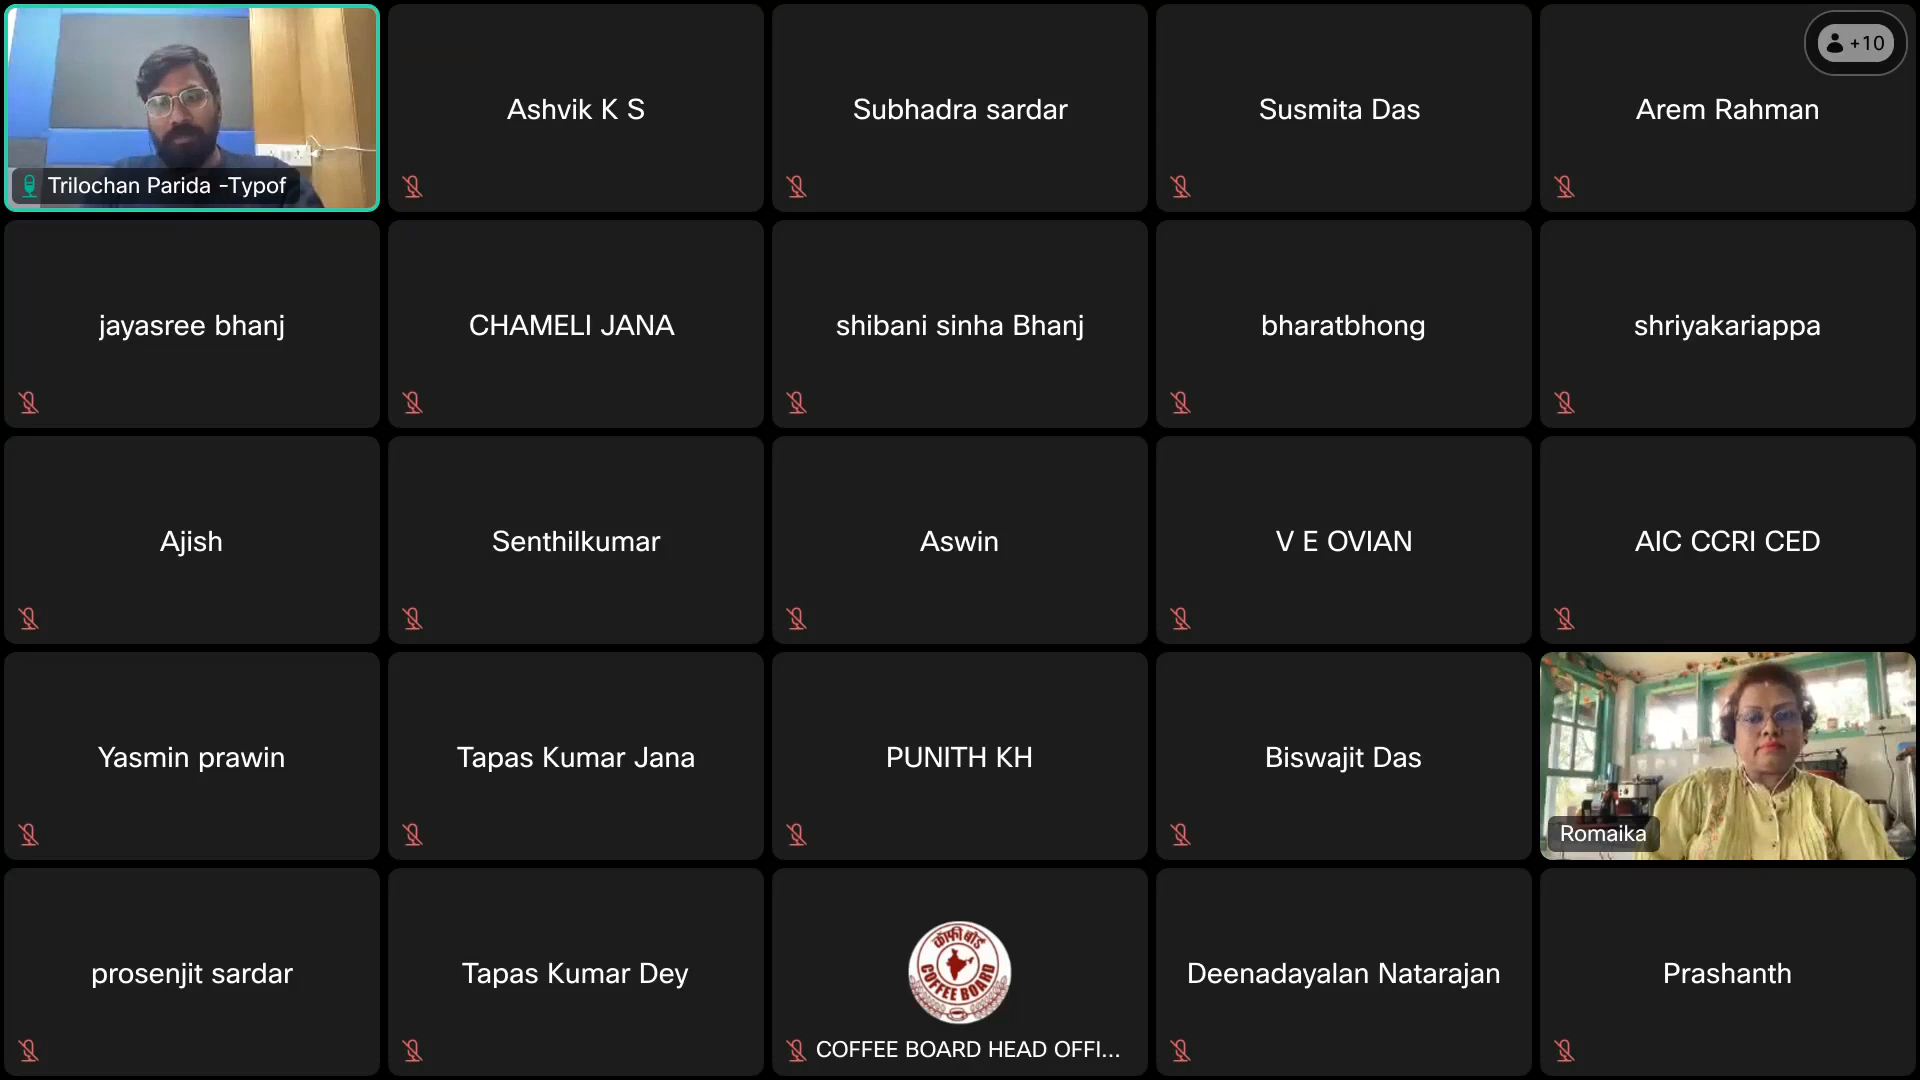 Trilochan Parida -Typof
Ashvik K S
Subhadra sardar
Susmita Das
Arem Rahman
+10
jayasree bhanj
CHAMELI JANA
shibani sinha Bhanj
bharatbhong
shriyakariappa
Ajish
Senthilkumar
Aswin
V E OVIAN
AIC CCRI CED
Yasmin prawin
Tapas Kumar Jana
PUNITH KH
Biswajit Das
Romaika
prosenjit sardar
Tapas Kumar Dey
कॉफी बोर्ड
COFFEE BOARD
COFFEE BOARD HEAD OFFI...
Deenadayalan Natarajan
Prashanth